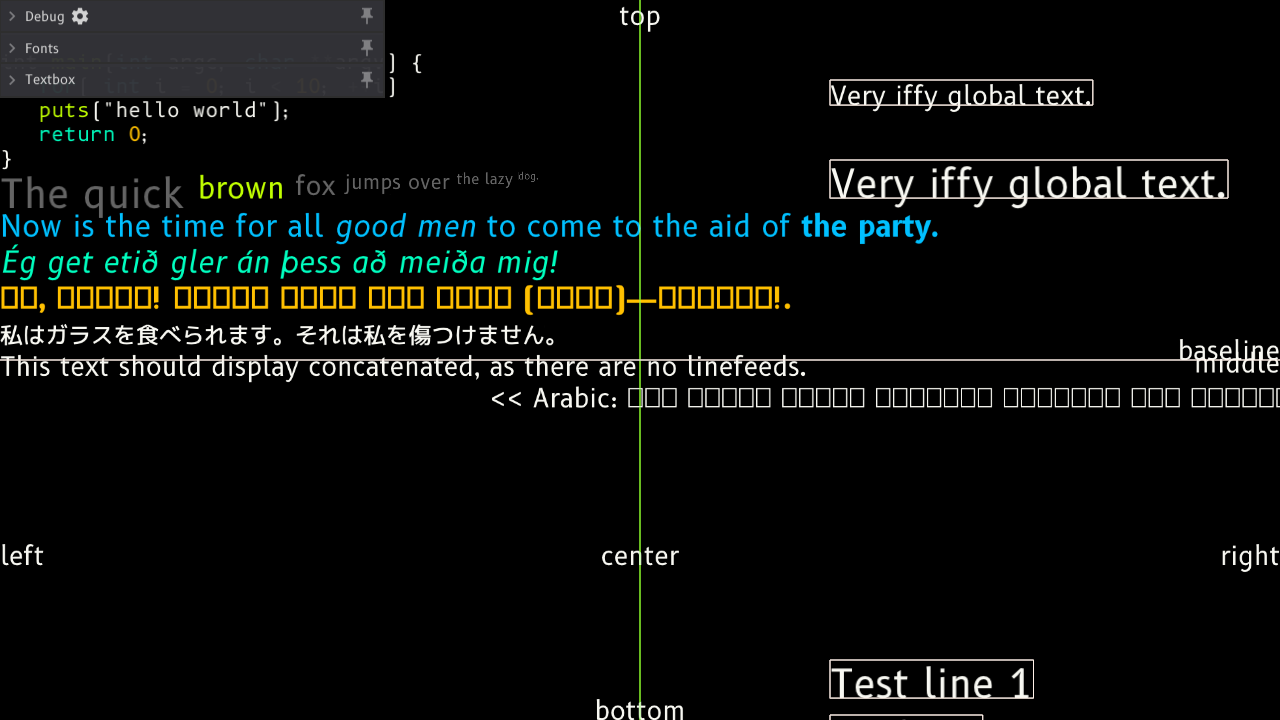 Debug
Fonts
Textbox
top
] {
]
puts["hello world"];
return 0;
}
Very iffy global text.
Very iffy global text.
The quick brown fox jumps over the lazy dog.
Now is the time for all good men to come to the aid of the party.
Ég get etið gler án þess að meiða mig!
私はガラスを食べられます。それは私を傷つけません。
This text should display concatenated, as there are no linefeeds.
baseline
middle
<< Arabic:
left
center
right
Test line 1
bottom